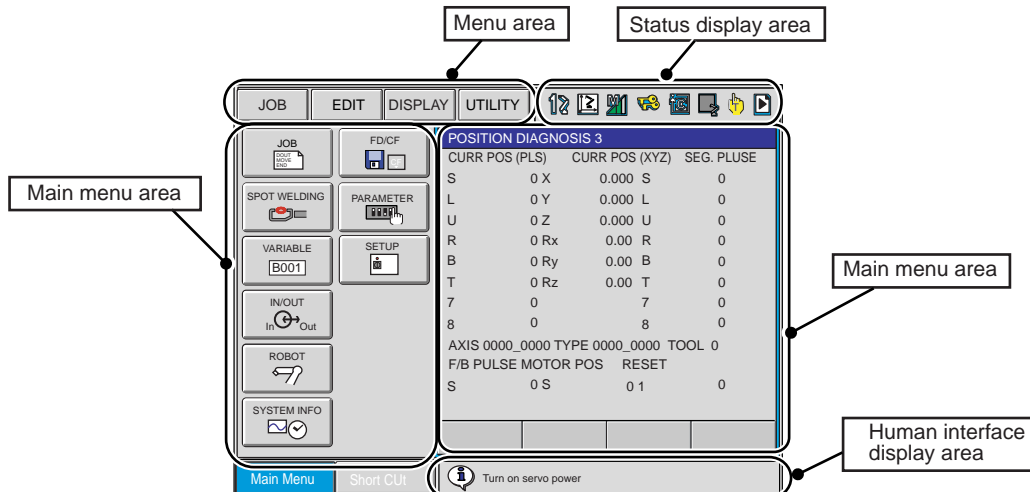 Menu area
Status display area
JOB EDIT DISPLAY UTILITY
Main menu area
JOB
DOUT
MOVE
END
FD/CF
CF
SPOT WELDING
PARAMETER
VARIABLE
B001
SETUP
IN/OUT
In Out
ROBOT
SYSTEM INFO
Main Menu Short CUt
POSITION DIAGNOSIS 3
CURR POS (PLS) CURR POS (XYZ) SEG. PLUSE
S 0 X 0.000 S 0
L 0 Y 0.000 L 0
U 0 Z 0.000 U 0
R 0 Rx 0.00 R 0
B 0 Ry 0.00 B 0
T 0 Rz 0.00 T 0
7 0 7 0
8 0 8 0
AXIS 0000_0000 TYPE 0000_0000 TOOL 0
F/B PULSE MOTOR POS RESET
S 0 S 0 1 0
Turn on servo power
Main menu area
Human interface
display area